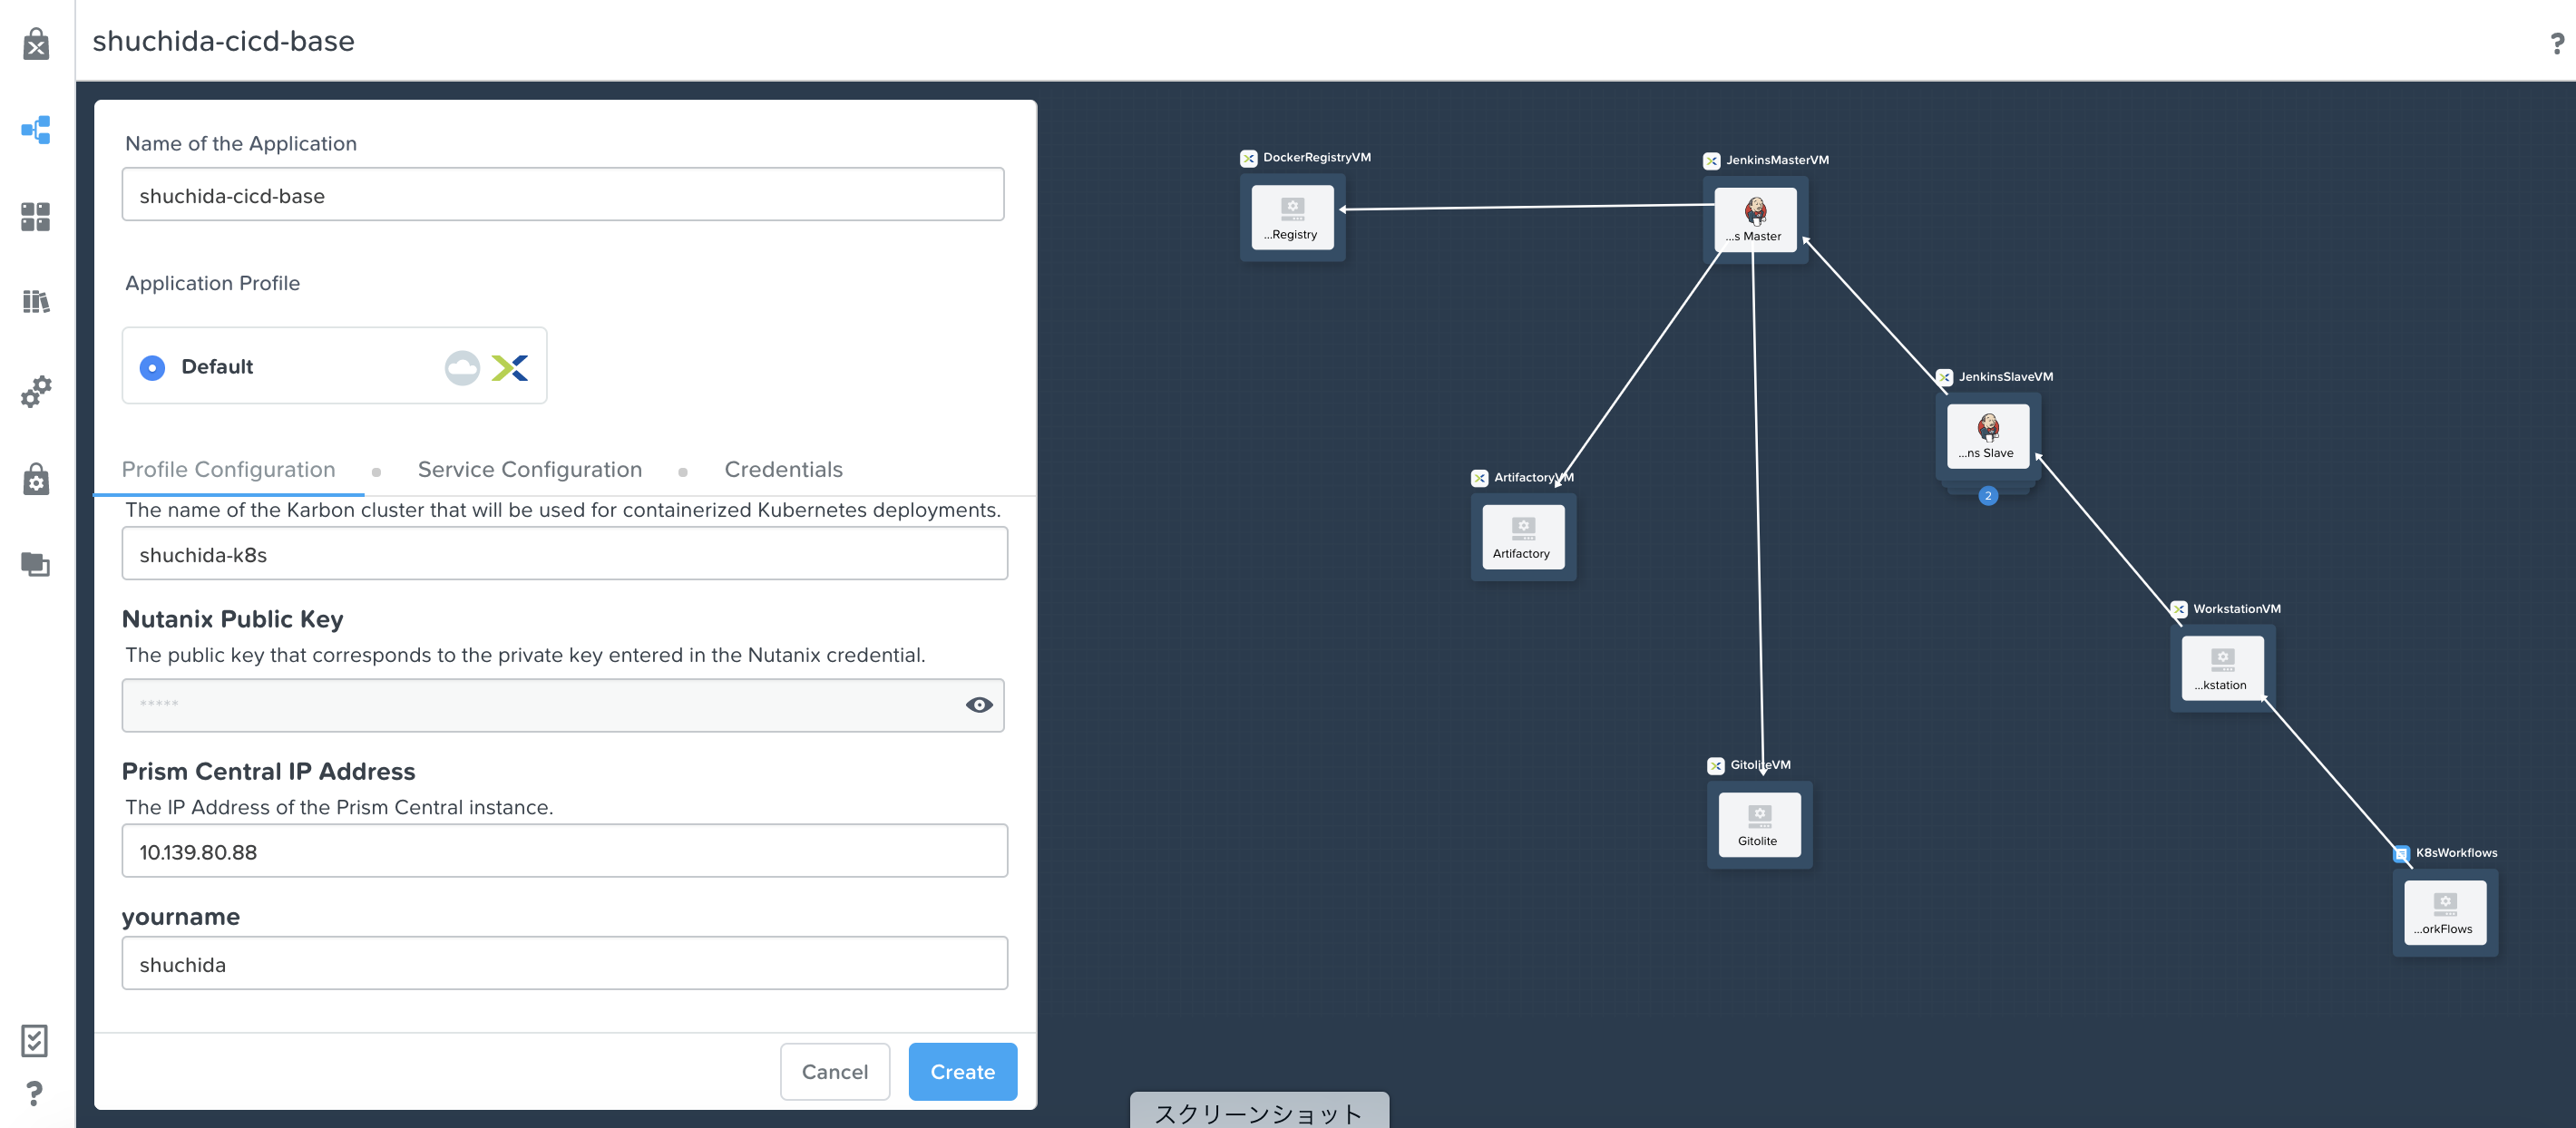 shuchida-cicd-base
?
Name of the Application
shuchida-cicd-base
Application Profile
Default
Profile Configuration
Service Configuration
Credentials
The name of the Karbon cluster that will be used for containerized Kubernetes deployments.
shuchida-k8s
Nutanix Public Key
The public key that corresponds to the private key entered in the Nutanix credential.
*****
Prism Central IP Address
The IP Address of the Prism Central instance.
10.139.80.88
yourname
shuchida
Cancel
Create
?
DockerRegistryVM
...Registry
JenkinsMasterVM
...s Master
JenkinsSlaveVM
...ns Slave
2
ArtifactoryVM
Artifactory
WorkstationVM
...kstation
GitoliteVM
Gitolite
K8sWorkflows
...orkFlows
スクリーンショット